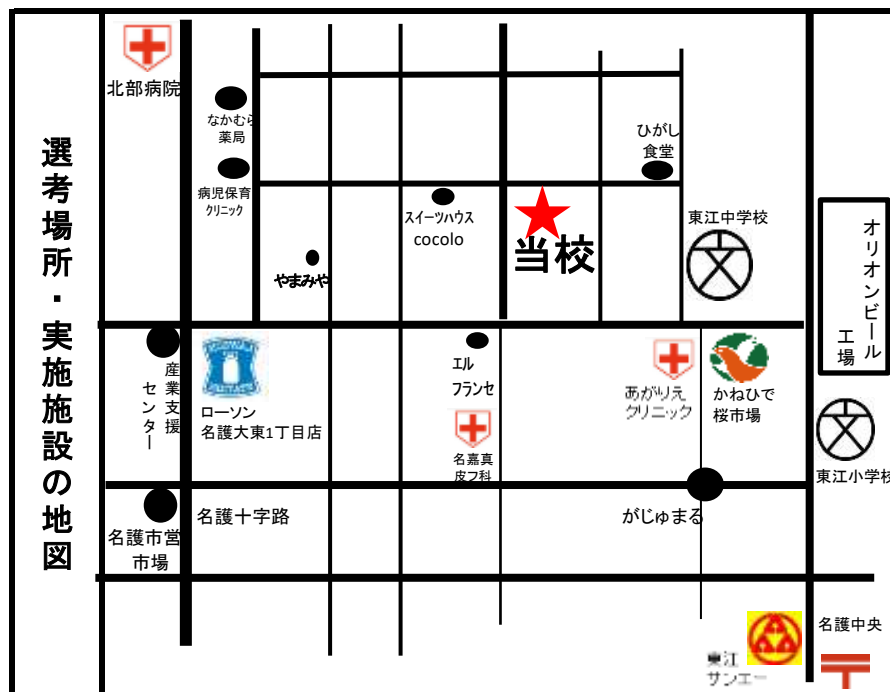 選考場所・実施施設の地図
北部病院
なかむら
薬局
病児保育
クリニック
やまみや
スイーツハウス
cocolo
当校
ひがし
食堂
東江中学校
文
オリオンビール
工場
産業支援
センター
ローソン
名護大東1丁目店
エル
フランセ
名嘉真
皮フ科
あがりえ
クリニック
かねひで
桜市場
文
東江小学校
名護市営
市場
名護十字路
がじゅまる
東江
サンエー
名護中央